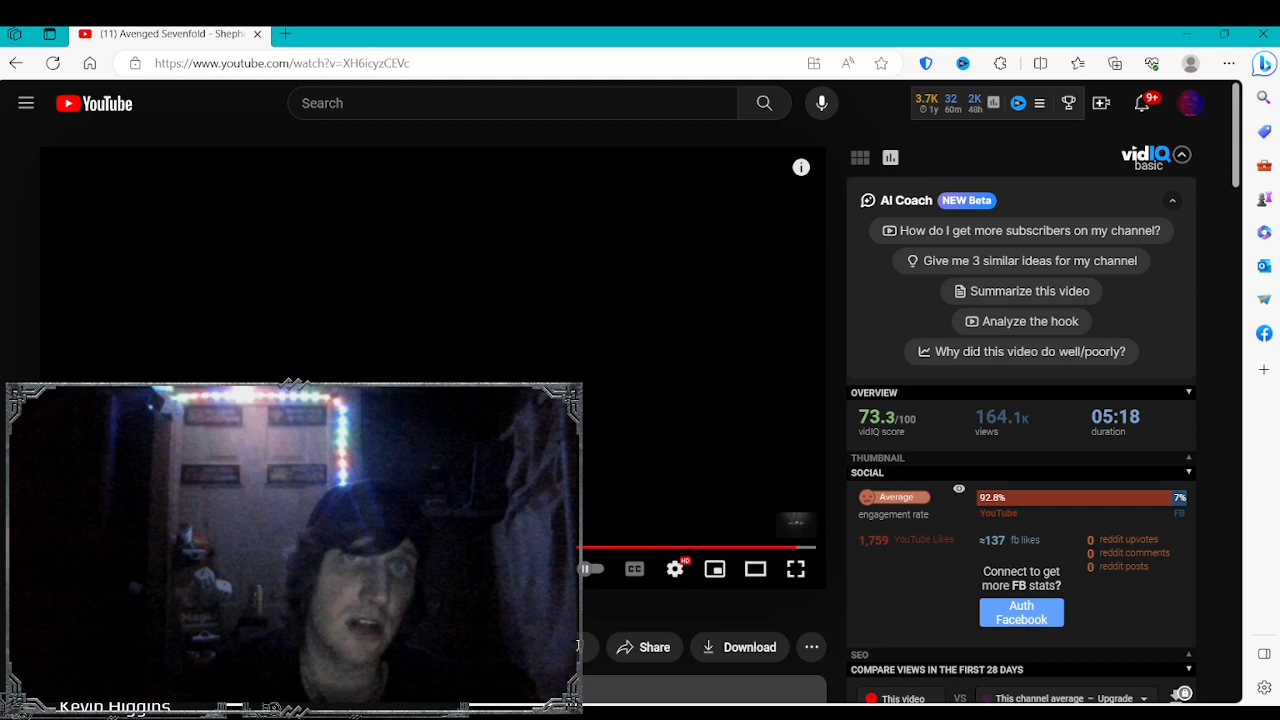 (11) Avenged Sevenfold - Sheph
https://www.youtube.com/watch?v=XH6icyzCEVc
YouTube
Search
3.7K 32 2K
1y 60m 48h
9+
vidIQ
basic
AI Coach NEW Beta
How do I get more subscribers on my channel?
Give me 3 similar ideas for my channel
Summarize this video
Analyze the hook
Why did this video do well/poorly?
OVERVIEW
73.3/100 164.1K 05:18
vidIQ score views duration
THUMBNAIL
SOCIAL
Average 92.8% 7%
engagement rate YouTube FB
1,759 YouTube Likes ≈137 fb likes 0 reddit upvotes
0 reddit comments
0 reddit posts
Connect to get
more FB stats?
Auth
Facebook
CC HD
Share Download
SEO
COMPARE VIEWS IN THE FIRST 28 DAYS
This video VS This channel average – Upgrade
Kevin Higgins